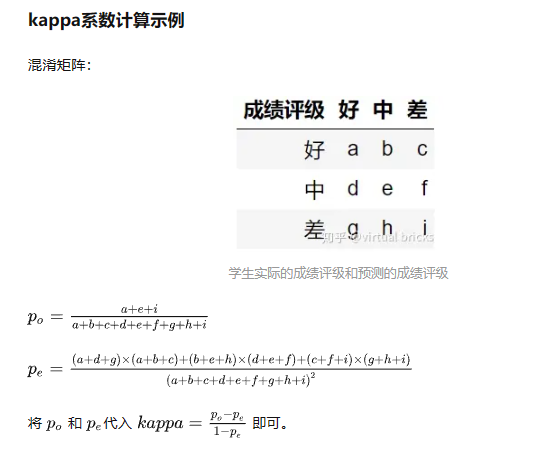 kappa系数计算示例
混淆矩阵：
成绩评级 好 中 差
好 a b c
中 d e f
差 g h i
知乎 @virtual bricks
学生实际的成绩评级和预测的成绩评级
p_o = \frac{a+e+i}{a+b+c+d+e+f+g+h+i}
p_e = \frac{(a+d+g)×(a+b+c)+(b+e+h)×(d+e+f)+(c+f+i)×(g+h+i)}{(a+b+c+d+e+f+g+h+i)^2}
将 p_o 和 p_e 代入 kappa = \frac{p_o-p_e}{1-p_e} 即可。